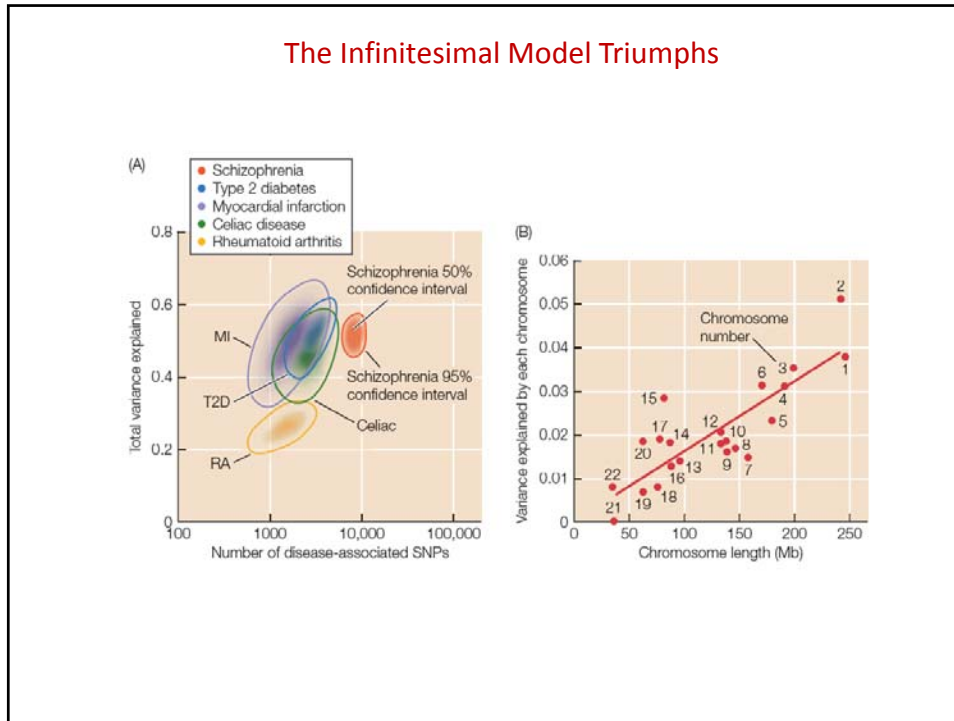 The Infinitesimal Model Triumphs
(A)
Schizophrenia
Type 2 diabetes
Myocardial infarction
Celiac disease
Rheumatoid arthritis
Total variance explained
0.8
0.6
0.4
0.2
0
Schizophrenia 50%
confidence interval
MI
T2D
Schizophrenia 95%
confidence interval
Celiac
RA
100 1000 10,000 100,000
Number of disease-associated SNPs
(B)
Variance explained by each chromosome
0.06
0.05
0.04
0.03
0.02
0.01
0
2
Chromosome
number
3
1
6
4
15
5
12
10
17
14
20
11
8
13
9
7
22
16
19
18
21
0 50 100 150 200 250
Chromosome length (Mb)